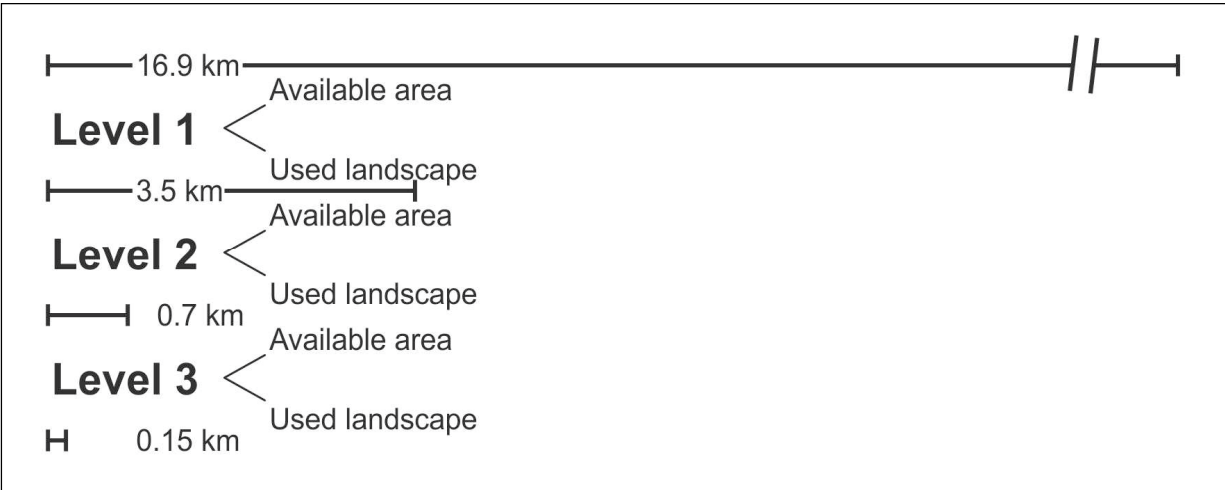 16.9 km
Available area
Level 1
Used landscape
3.5 km
Available area
Level 2
Used landscape
0.7 km
Available area
Level 3
Used landscape
0.15 km